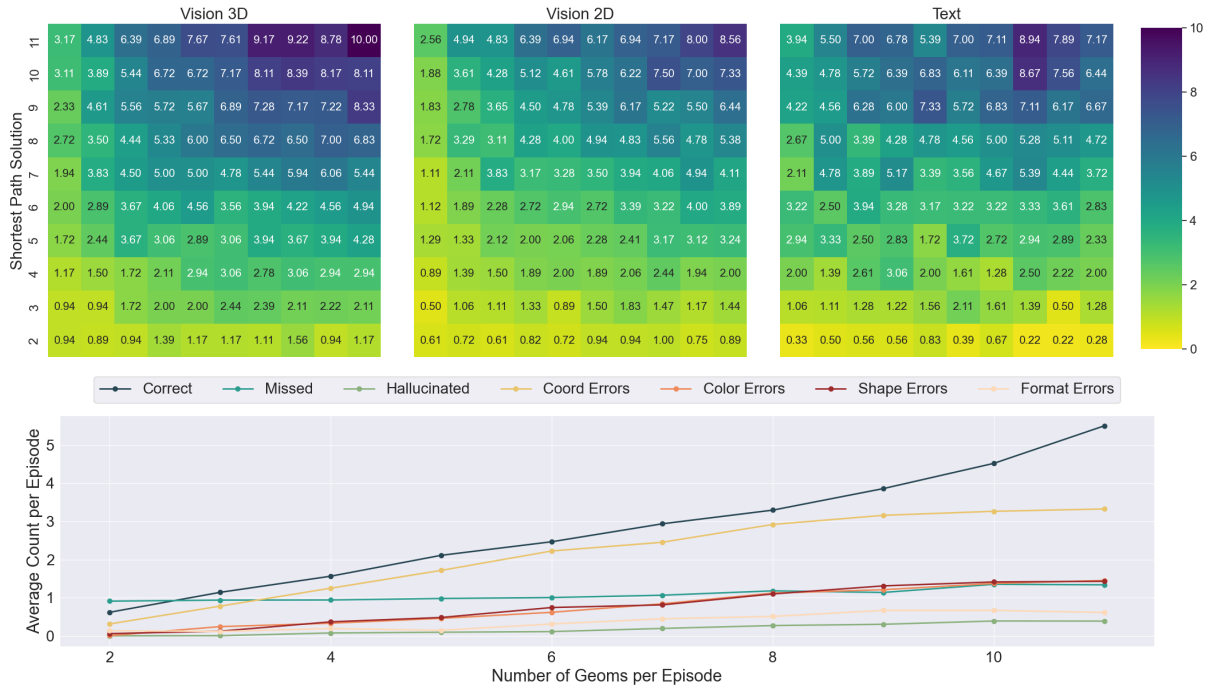 Vision 3D Vision 2D Text
11 3.17 4.83 6.39 6.89 7.67 7.61 9.17 9.22 8.78 10.00 2.56 4.94 4.83 6.39 6.94 6.17 6.94 7.17 8.00 8.56 3.94 5.50 7.00 6.78 5.39 7.00 7.11 8.94 7.89 7.17 10
10 3.11 3.89 5.44 6.72 6.72 7.17 8.11 8.39 8.17 8.11 1.88 3.61 4.28 5.12 4.61 5.78 6.22 7.50 7.00 7.33 4.39 4.78 5.72 6.39 6.83 6.11 6.39 8.67 7.56 6.44
9 2.33 4.61 5.56 5.72 5.67 6.89 7.28 7.17 7.22 8.33 1.83 2.78 3.65 4.50 4.78 5.39 6.17 5.22 5.50 6.44 4.22 4.56 6.28 6.00 7.33 5.72 6.83 7.11 6.17 6.67 8
8 2.72 3.50 4.44 5.33 6.00 6.50 6.72 6.50 7.00 6.83 1.72 3.29 3.11 4.28 4.00 4.94 4.83 5.56 4.78 5.38 2.67 5.00 3.39 4.28 4.78 4.56 5.00 5.28 5.11 4.72
7 1.94 3.83 4.50 5.00 5.00 4.78 5.44 5.94 6.06 5.44 1.11 2.11 3.83 3.17 3.28 3.50 3.94 4.06 4.94 4.11 2.11 4.78 3.89 5.17 3.39 3.56 4.67 5.39 4.44 3.72 6
6 2.00 2.89 3.67 4.06 4.56 3.56 3.94 4.22 4.56 4.94 1.12 1.89 2.28 2.72 2.94 2.72 3.39 3.22 4.00 3.89 3.22 2.50 3.94 3.28 3.17 3.22 3.22 3.33 3.61 2.83 4
5 1.72 2.44 3.67 3.06 2.89 3.06 3.94 3.67 3.94 4.28 1.29 1.33 2.12 2.00 2.06 2.28 2.41 3.17 3.12 3.24 2.94 3.33 2.50 2.83 1.72 3.72 2.72 2.94 2.89 2.33
4 1.17 1.50 1.72 2.11 2.94 3.06 2.78 3.06 2.94 2.94 0.89 1.39 1.50 1.89 2.00 1.89 2.06 2.44 1.94 2.00 2.00 1.39 2.61 3.06 2.00 1.61 1.28 2.50 2.22 2.00 2
3 0.94 0.94 1.72 2.00 2.00 2.44 2.39 2.11 2.22 2.11 0.50 1.06 1.11 1.33 0.89 1.50 1.83 1.47 1.17 1.44 1.06 1.11 1.28 1.22 1.56 2.11 1.61 1.39 0.50 1.28
2 0.94 0.89 0.94 1.39 1.17 1.17 1.11 1.56 0.94 1.17 0.61 0.72 0.61 0.82 0.72 0.94 0.94 1.00 0.75 0.89 0.33 0.50 0.56 0.56 0.83 0.39 0.67 0.22 0.22 0.28 0
Shortest Path Solution
Correct Missed Hallucinated Coord Errors Color Errors Shape Errors Format Errors
Average Count per Episode
5
4
3
2
1
0
2 4 6 8 10
Number of Geoms per Episode